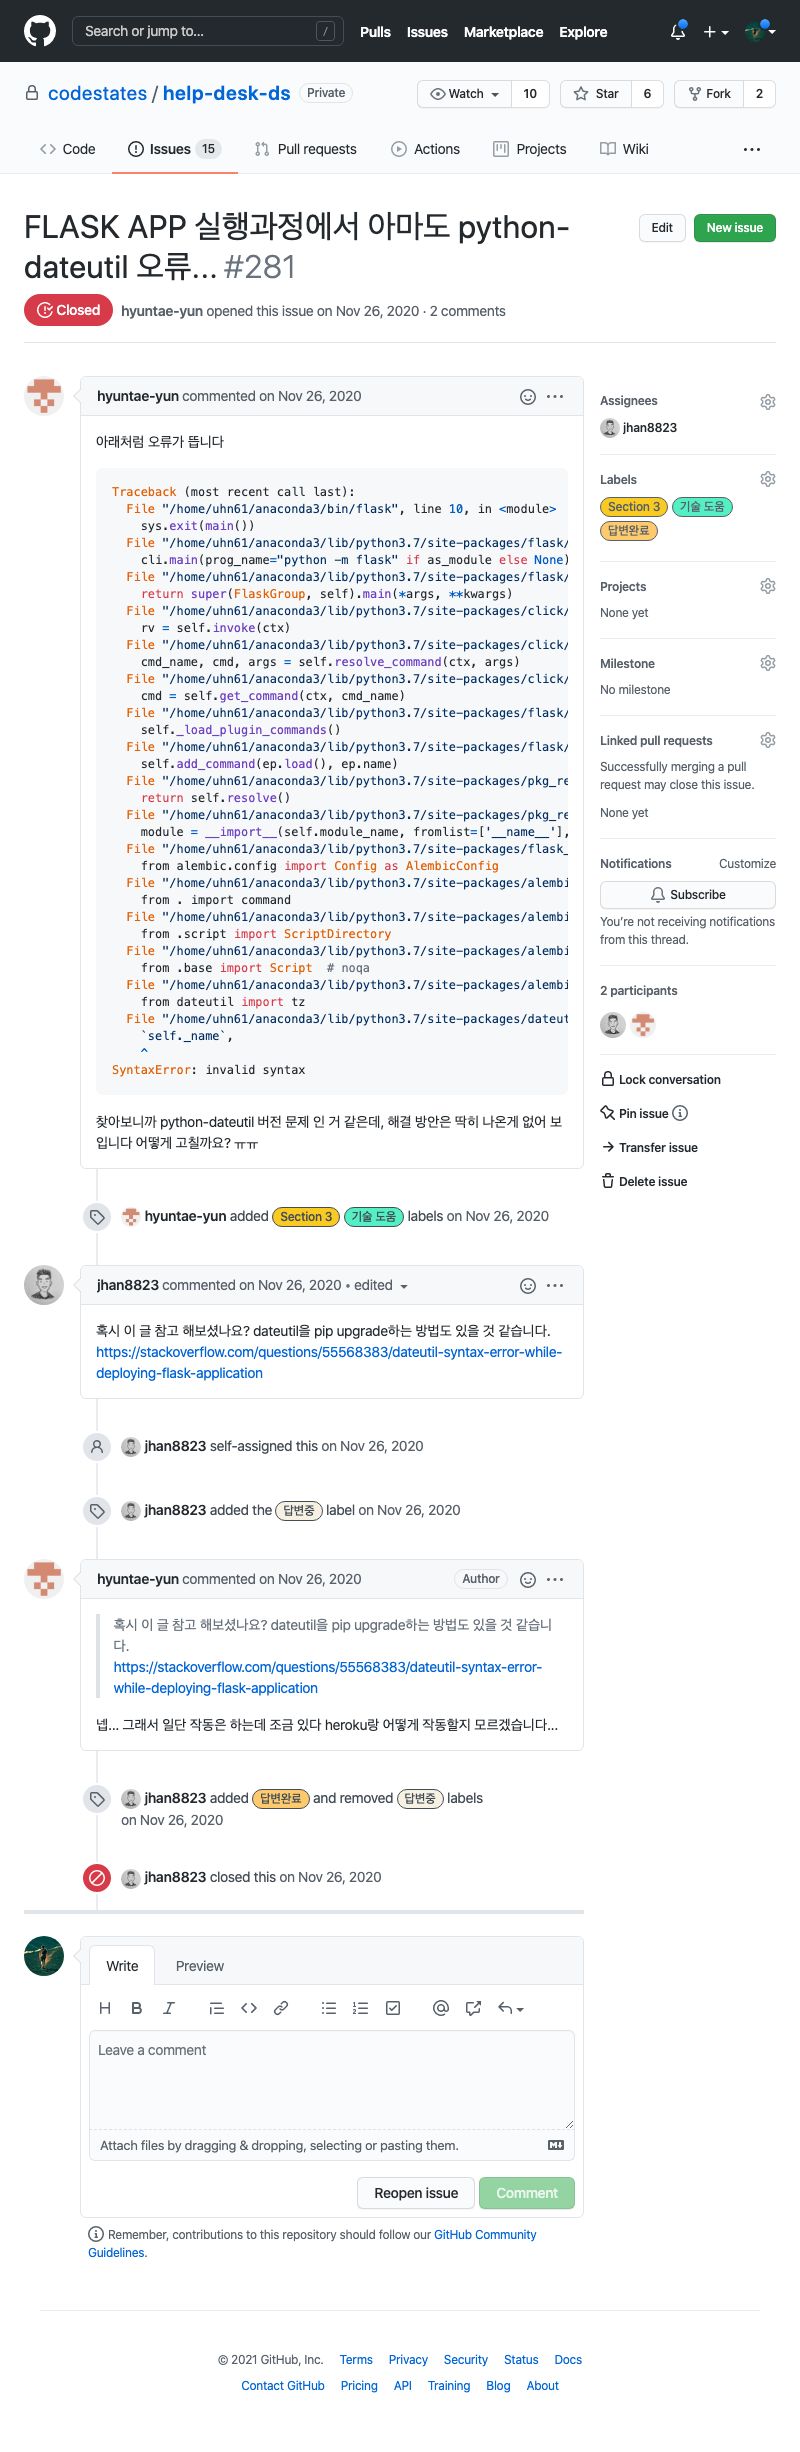 Search or jump to... /
Pulls Issues Marketplace Explore
codestates / help-desk-ds Private
Watch 10 Star 6 Fork 2
Code Issues 15 Pull requests Actions Projects Wiki ...
FLASK APP 실행과정에서 아마도 python-
dateutil 오류... #281
Edit New issue
Closed hyuntae-yun opened this issue on Nov 26, 2020 · 2 comments
hyuntae-yun commented on Nov 26, 2020
아래처럼 오류가 뜹니다
Traceback (most recent call last):
File "/home/uhn61/anaconda3/bin/flask", line 10, in <module>
sys.exit(main())
File "/home/uhn61/anaconda3/lib/python3.7/site-packages/flask/
cli.main(prog_name="python -m flask" if as_module else None)
File "/home/uhn61/anaconda3/lib/python3.7/site-packages/flask/
return super(FlaskGroup, self).main(*args, **kwargs)
File "/home/uhn61/anaconda3/lib/python3.7/site-packages/click/
rv = self.invoke(ctx)
File "/home/uhn61/anaconda3/lib/python3.7/site-packages/click/
cmd_name, cmd, args = self.resolve_command(ctx, args)
File "/home/uhn61/anaconda3/lib/python3.7/site-packages/click/
cmd = self.get_command(ctx, cmd_name)
File "/home/uhn61/anaconda3/lib/python3.7/site-packages/flask/
self._load_plugin_commands()
File "/home/uhn61/anaconda3/lib/python3.7/site-packages/flask/
self.add_command(ep.load(), ep.name)
File "/home/uhn61/anaconda3/lib/python3.7/site-packages/pkg_re
return self.resolve()
File "/home/uhn61/anaconda3/lib/python3.7/site-packages/pkg_re
module = __import__(self.module_name, fromlist=['__name__'],
File "/home/uhn61/anaconda3/lib/python3.7/site-packages/flask_
from alembic.config import Config as AlembicConfig
File "/home/uhn61/anaconda3/lib/python3.7/site-packages/alembi
from . import command
File "/home/uhn61/anaconda3/lib/python3.7/site-packages/alembi
from .script import ScriptDirectory
File "/home/uhn61/anaconda3/lib/python3.7/site-packages/alembi
from .base import Script # noqa
File "/home/uhn61/anaconda3/lib/python3.7/site-packages/alembi
from dateutil import tz
File "/home/uhn61/anaconda3/lib/python3.7/site-packages/dateut
`self._name`,
^
SyntaxError: invalid syntax
찾아보니까 python-dateutil 버전 문제 인 거 같은데, 해결 방안은 딱히 나온게 없어 보
입니다 어떻게 고칠까요? ㅠㅠ
hyuntae-yun added Section 3 기술 도움 labels on Nov 26, 2020
jhan8823 commented on Nov 26, 2020 • edited
혹시 이 글 참고 해보셨나요? dateutil을 pip upgrade하는 방법도 있을 것 같습니다.
https://stackoverflow.com/questions/55568383/dateutil-syntax-error-while-
deploying-flask-application
jhan8823 self-assigned this on Nov 26, 2020
jhan8823 added the 답변중 label on Nov 26, 2020
hyuntae-yun commented on Nov 26, 2020 Author
혹시 이 글 참고 해보셨나요? dateutil을 pip upgrade하는 방법도 있을 것 같습니
다.
https://stackoverflow.com/questions/55568383/dateutil-syntax-error-
while-deploying-flask-application
넵... 그래서 일단 작동은 하는데 조금 있다 heroku랑 어떻게 작동할지 모르겠습니다...
jhan8823 added 답변완료 and removed 답변중 labels
on Nov 26, 2020
jhan8823 closed this on Nov 26, 2020
Assignees
jhan8823
Labels
Section 3 기술 도움
답변완료
Projects
None yet
Milestone
No milestone
Linked pull requests
Successfully merging a pull
request may close this issue.
None yet
Notifications Customize
Subscribe
You're not receiving notifications
from this thread.
2 participants
Lock conversation
Pin issue
Transfer issue
Delete issue
Write Preview
Leave a comment
Attach files by dragging & dropping, selecting or pasting them.
Reopen issue Comment
Remember, contributions to this repository should follow our GitHub Community
Guidelines.
© 2021 GitHub, Inc. Terms Privacy Security Status Docs
Contact GitHub Pricing API Training Blog About